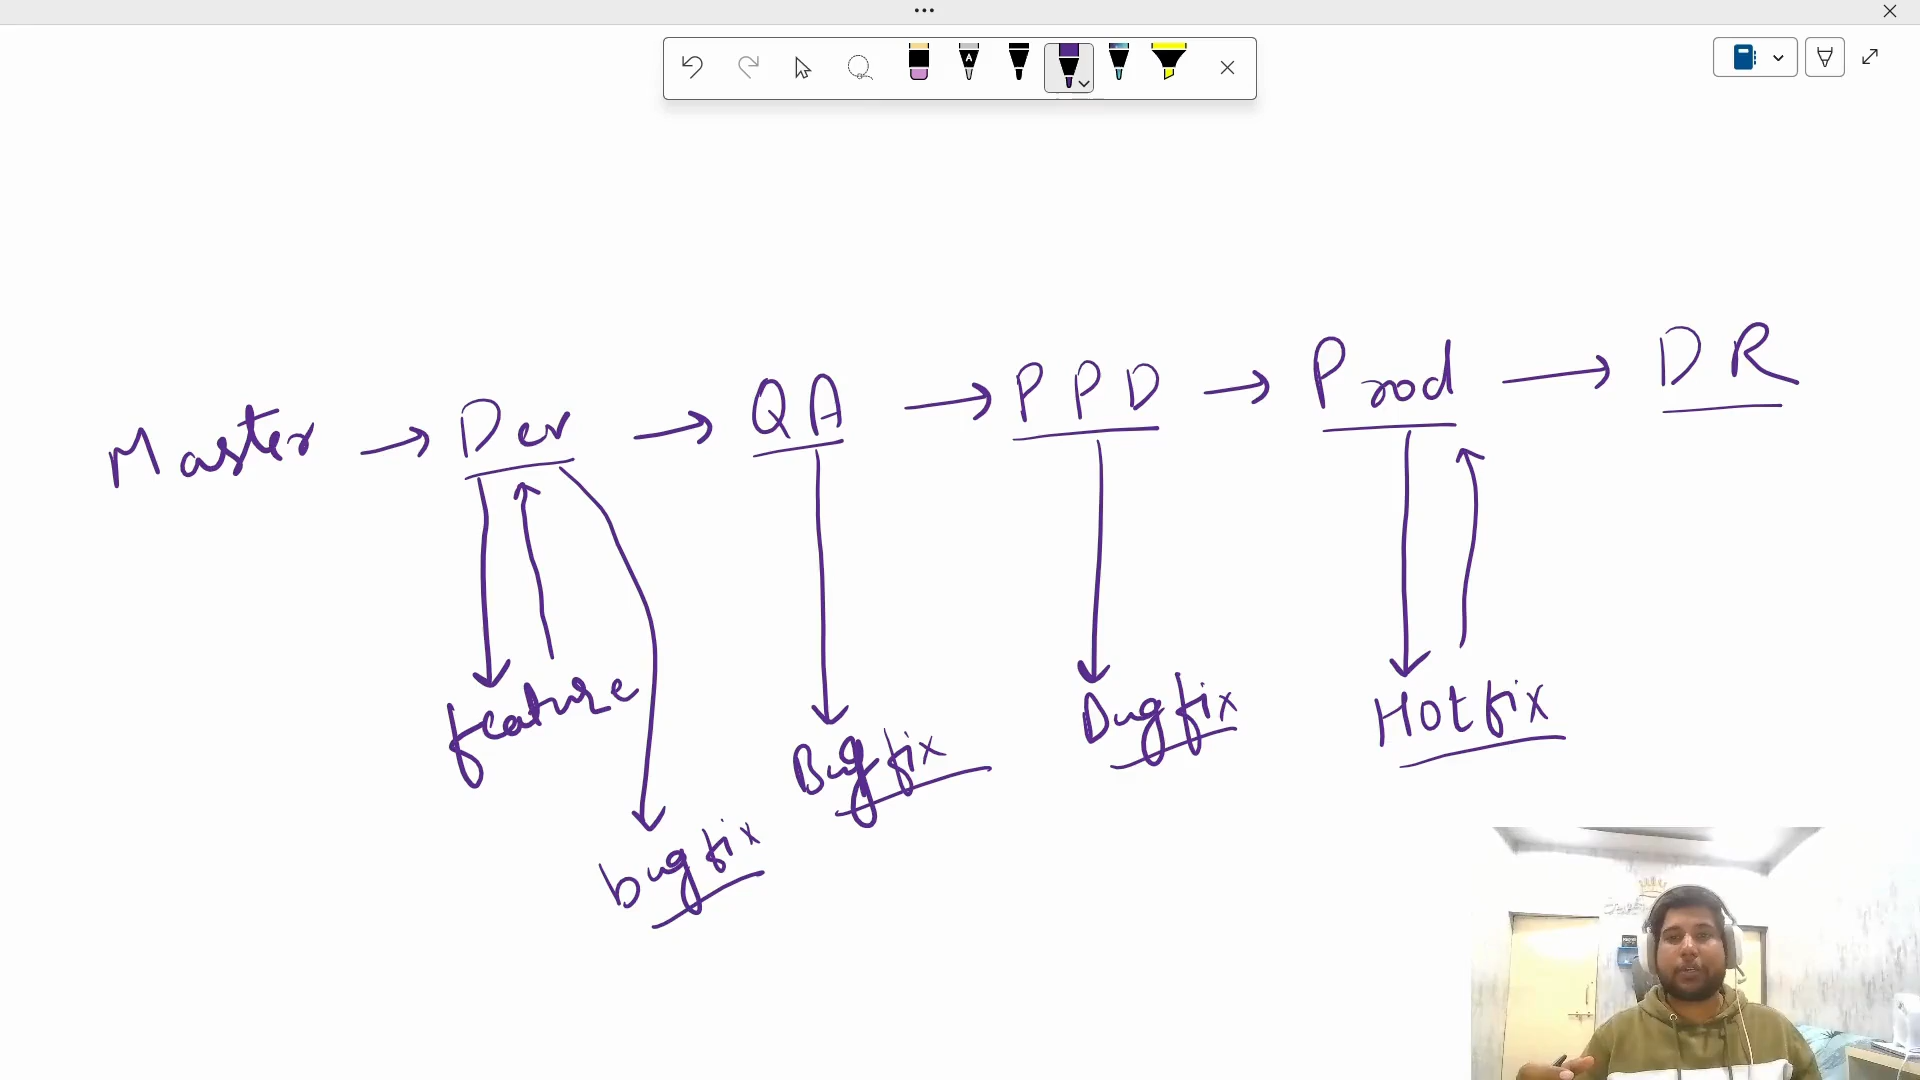 Master → Dev → QA → PPD → Prod → DR
feature
bugfix
Bugfix
Bugfix
Hotfix